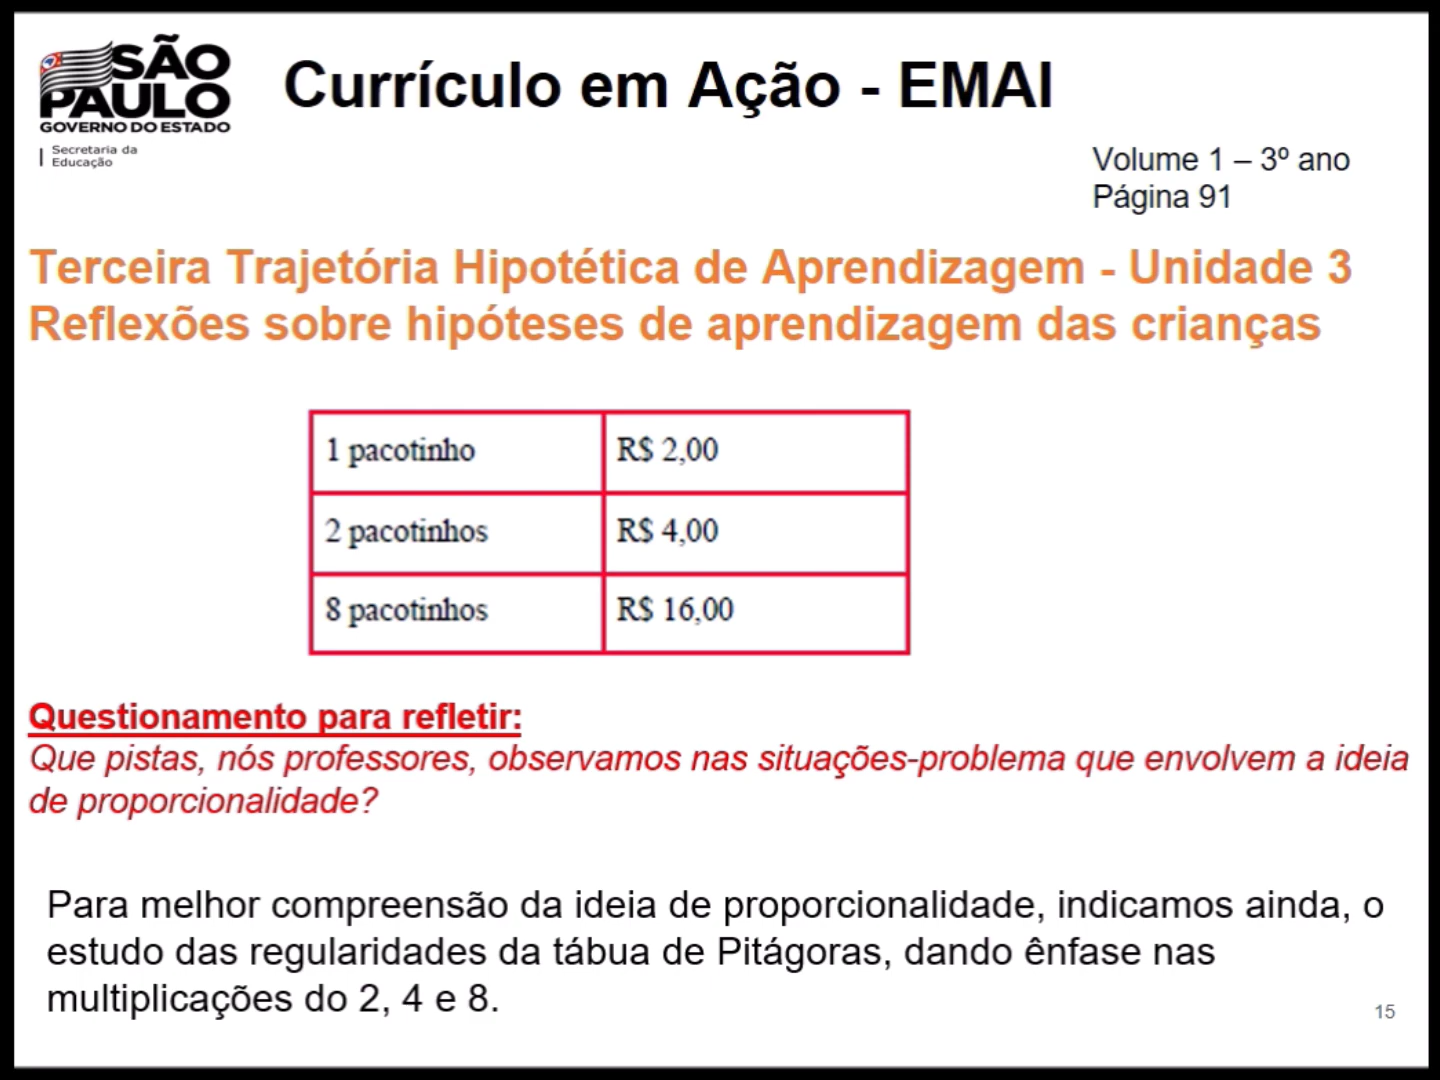 SÃO
PAULO
GOVERNO DO ESTADO
Secretaria da
Educação
Currículo em Ação - EMAI
Volume 1 – 3º ano
Página 91
Terceira Trajetória Hipotética de Aprendizagem - Unidade 3
Reflexões sobre hipóteses de aprendizagem das crianças
1 pacotinho R$ 2,00
2 pacotinhos R$ 4,00
8 pacotinhos R$ 16,00
Questionamento para refletir:
Que pistas, nós professores, observamos nas situações-problema que envolvem a ideia
de proporcionalidade?
Para melhor compreensão da ideia de proporcionalidade, indicamos ainda, o
estudo das regularidades da tábua de Pitágoras, dando ênfase nas
multiplicações do 2, 4 e 8.
15